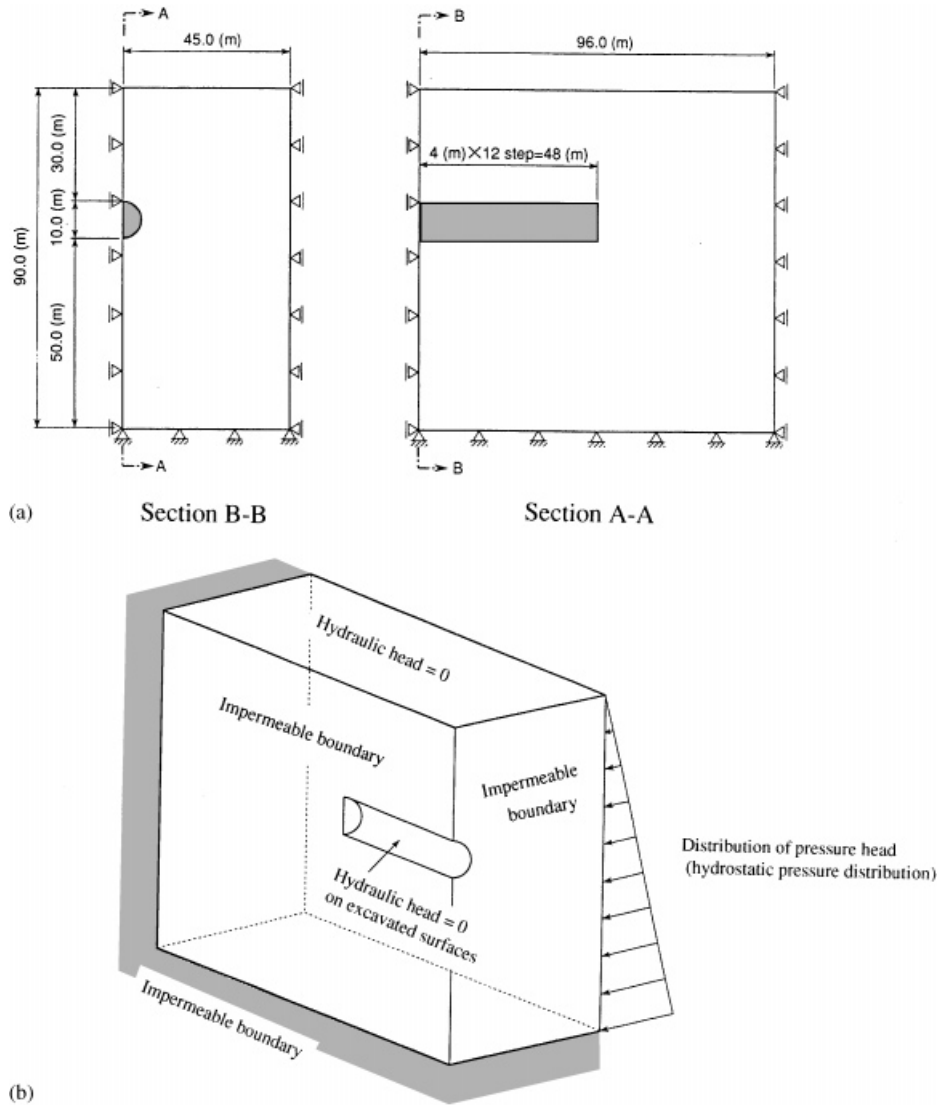 A
B
45.0 (m)
96.0 (m)
30.0 (m)
4 (m)×12 step=48 (m)
10.0 (m)
90.0 (m)
50.0 (m)
A
B
(a)
Section B-B
Section A-A
Hydraulic head = 0
Impermeable boundary
Impermeable
boundary
Distribution of pressure head
(hydrostatic pressure distribution)
Hydraulic head = 0
on excavated surfaces
Impermeable boundary
(b)